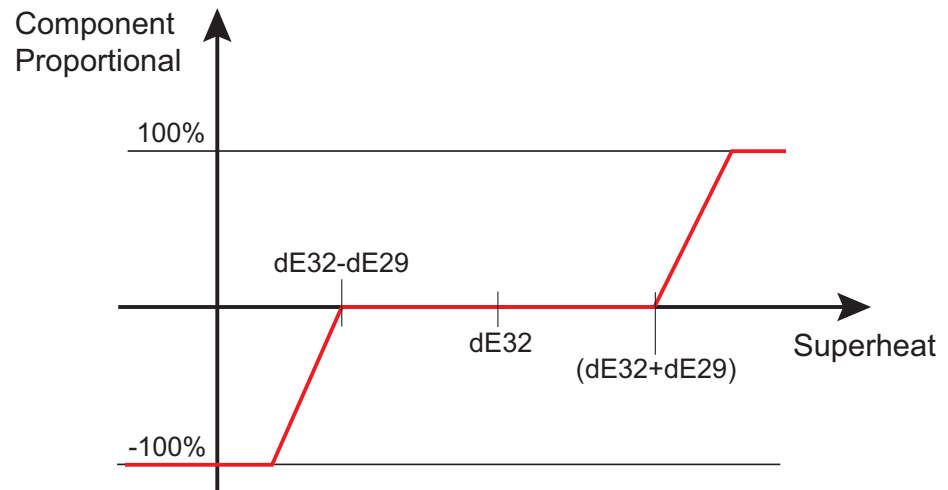 Component
Proportional
100%
dE32-dE29
dE32
(dE32+dE29)
Superheat
-100%